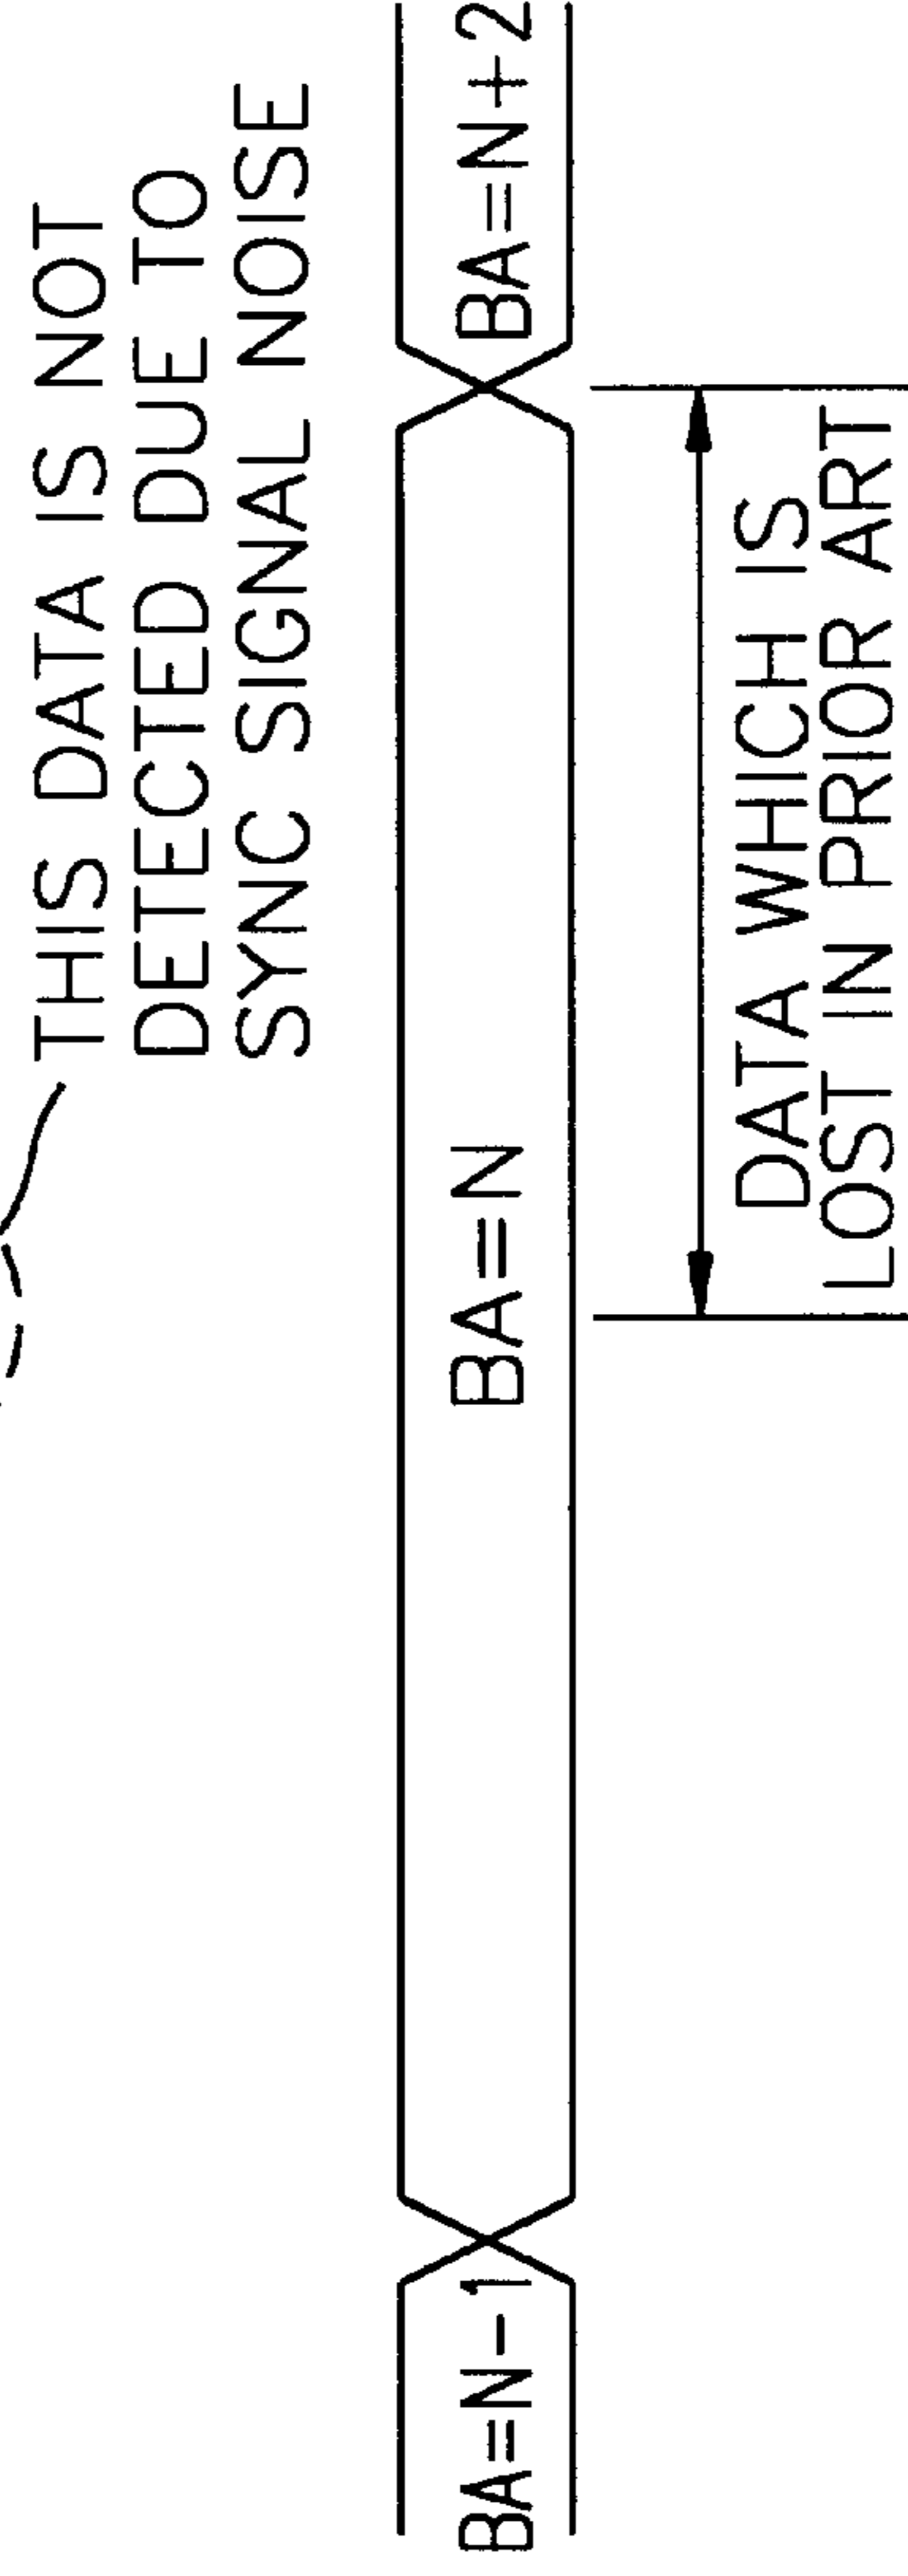 THIS DATA IS NOT
DETECTED DUE TO
SYNC SIGNAL NOISE
BA=N-1
BA=N
BA=N+2
DATA WHICH IS
LOST IN PRIOR ART